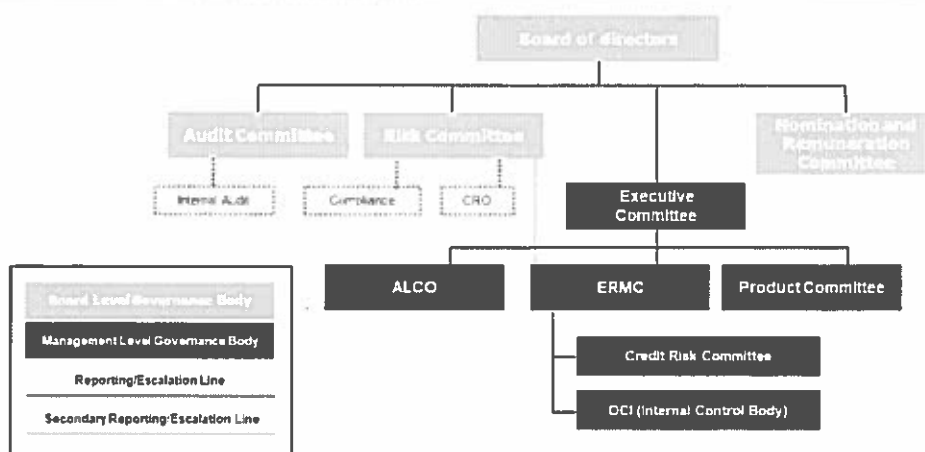 Board of directors
Audit Committee
Risk Committee
Nomination and
Remuneration
Committee
Internal Audit
Compliance
CRO
Executive
Committee
ALCO
ERMC
Product Committee
Board Level Governance Body
Management Level Governance Body
Reporting/Escalation Line
Secondary Reporting/Escalation Line
Credit Risk Committee
OCI (Internal Control Body)